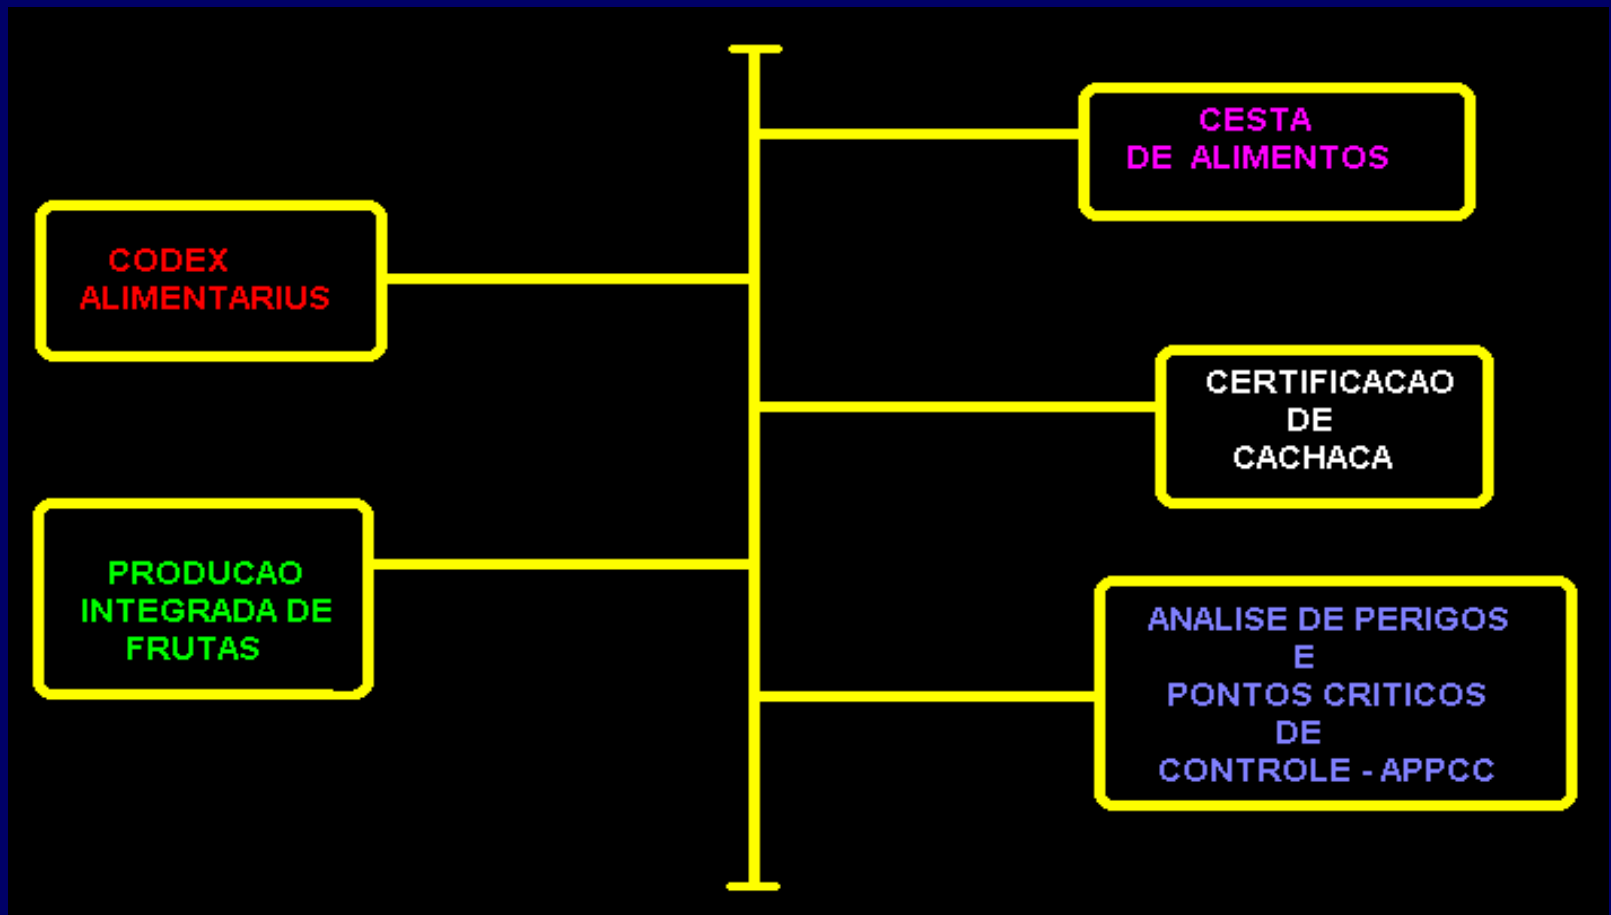 CESTA
DE ALIMENTOS
CODEX
ALIMENTARIUS
CERTIFICACAO
DE
CACHACA
PRODUCAO
INTEGRADA DE
FRUTAS
ANALISE DE PERIGOS
E
PONTOS CRITICOS
DE
CONTROLE - APPCC